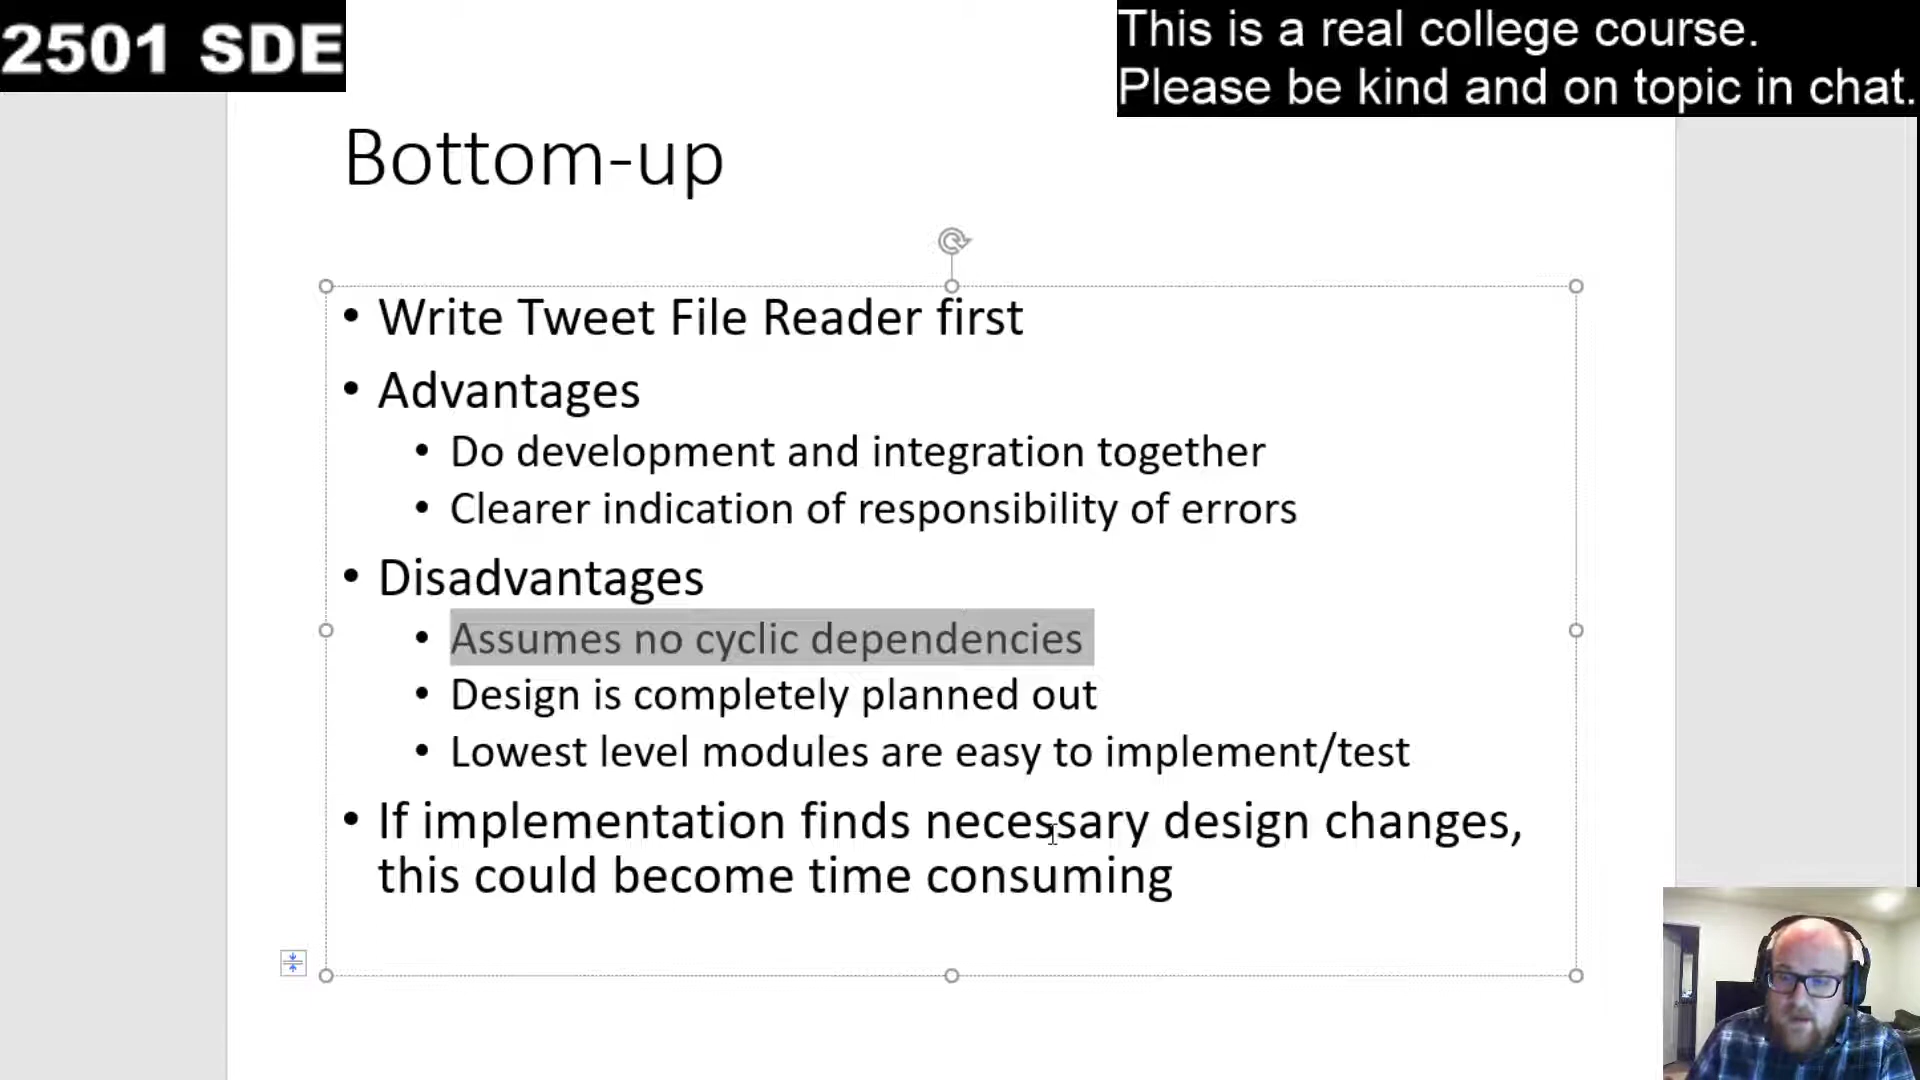 2501 SDE
This is a real college course.
Please be kind and on topic in chat.
Bottom-up
• Write Tweet File Reader first
• Advantages
• Do development and integration together
• Clearer indication of responsibility of errors
• Disadvantages
• Assumes no cyclic dependencies
• Design is completely planned out
• Lowest level modules are easy to implement/test
• If implementation finds necessary design changes,
this could become time consuming